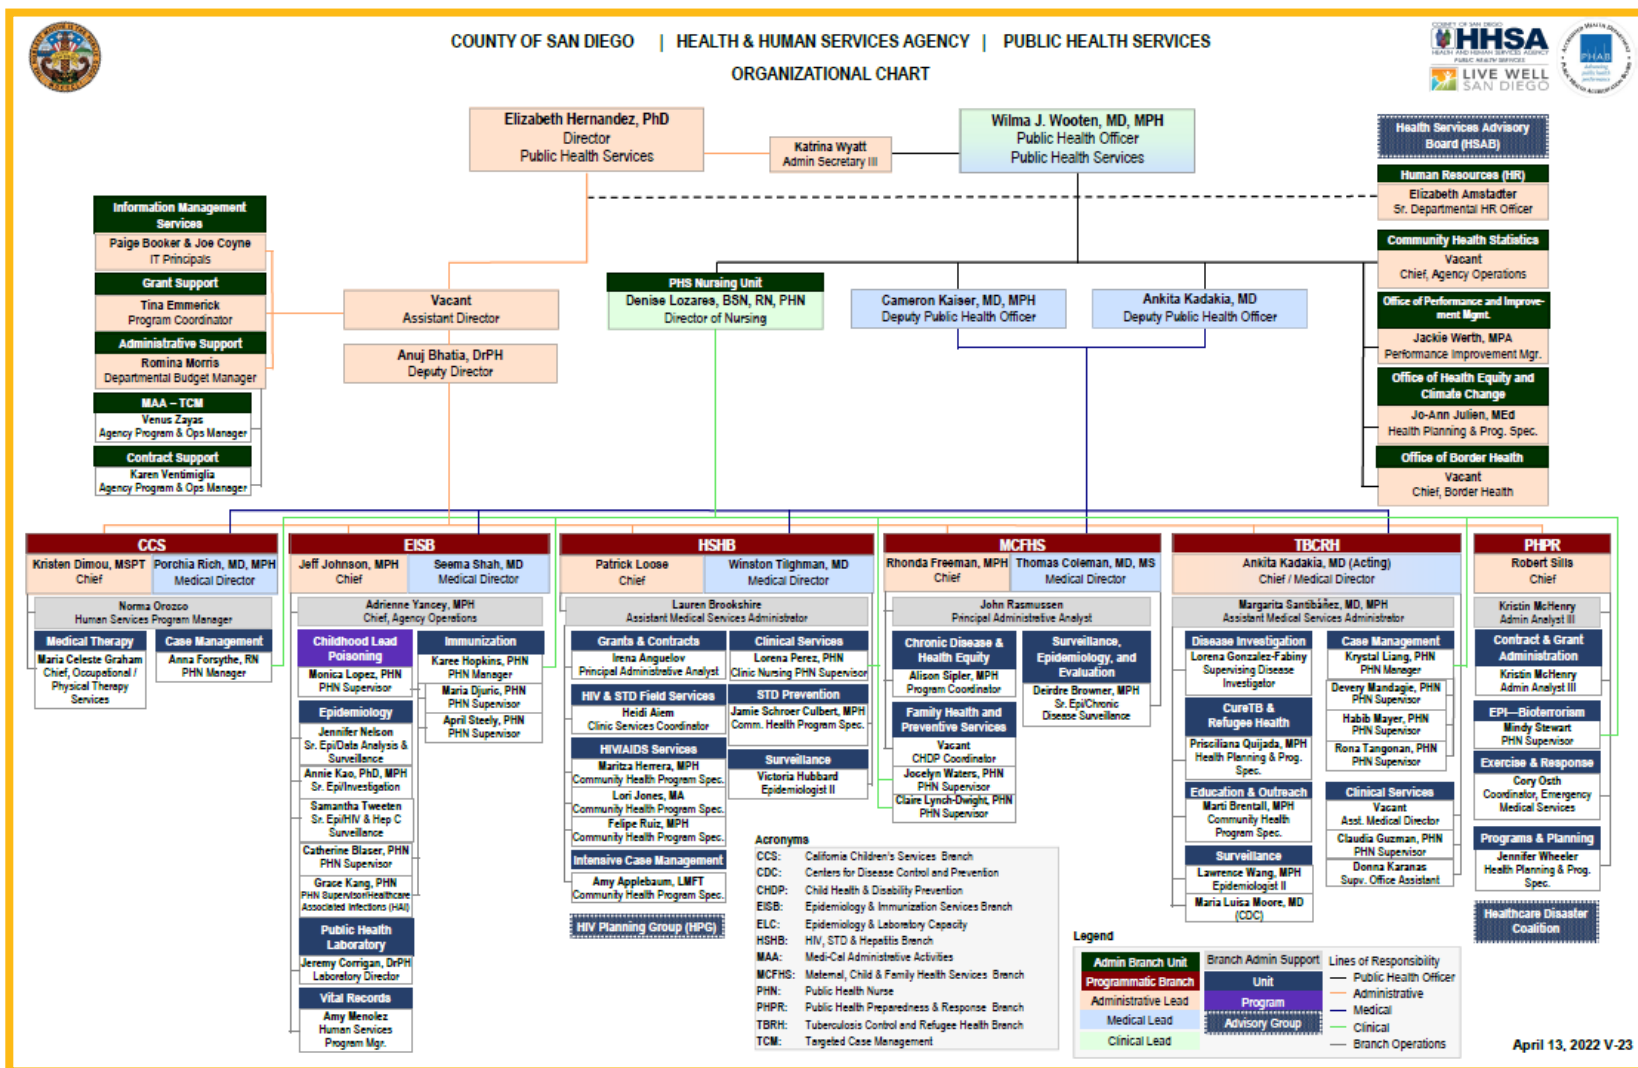 COUNTY OF SAN DIEGO | HEALTH & HUMAN SERVICES AGENCY | PUBLIC HEALTH SERVICES
ORGANIZATIONAL CHART
COUNTY OF SAN DIEGO
HHSA
HEALTH AND HUMAN SERVICES AGENCY
PUBLIC HEALTH SERVICES
LIVE WELL
SAN DIEGO
PHAB
Advancing
public health
performance
Elizabeth Hernandez, PhD
Director
Public Health Services
Katrina Wyatt
Admin Secretary III
Wilma J. Wooten, MD, MPH
Public Health Officer
Public Health Services
Health Services Advisory
Board (HSAB)
Human Resources (HR)
Elizabeth Amstadter
Sr. Departmental HR Officer
Community Health Statistics
Vacant
Chief, Agency Operations
Office of Performance and Improve-
ment Mgmt.
Jackie Werth, MPA
Performance Improvement Mgr.
Office of Health Equity and
Climate Change
Jo-Ann Julien, MEd
Health Planning & Prog. Spec.
Office of Border Health
Vacant
Chief, Border Health
Information Management
Services
Paige Booker & Joe Coyne
IT Principals
Grant Support
Tina Emmerick
Program Coordinator
Administrative Support
Romina Morris
Departmental Budget Manager
MAA – TCM
Venus Zayas
Agency Program & Ops Manager
Contract Support
Karen Ventimiglia
Agency Program & Ops Manager
Vacant
Assistant Director
Anuj Bhatia, DrPH
Deputy Director
PHS Nursing Unit
Denise Lozares, BSN, RN, PHN
Director of Nursing
Cameron Kaiser, MD, MPH
Deputy Public Health Officer
Ankita Kadakia, MD
Deputy Public Health Officer
CCS
Kristen Dimou, MSPT
Chief
Porchia Rich, MD, MPH
Medical Director
Norma Orozco
Human Services Program Manager
Medical Therapy
Maria Celeste Graham
Chief, Occupational /
Physical Therapy
Services
Case Management
Anna Forsythe, RN
PHN Manager
EISB
Jeff Johnson, MPH
Chief
Seema Shah, MD
Medical Director
Adrienne Yancey, MPH
Chief, Agency Operations
Childhood Lead
Poisoning
Monica Lopez, PHN
PHN Supervisor
Epidemiology
Jennifer Nelson
Sr. Epi/Data Analysis &
Surveillance
Annie Kao, PhD, MPH
Sr. Epi/Investigation
Samantha Tweeten
Sr. Epi/HIV & Hep C
Surveillance
Catherine Blaser, PHN
PHN Supervisor
Grace Kang, PHN
PHN Supervisor/Healthcare
Associated Infections (HAI)
Public Health
Laboratory
Jeremy Corrigan, DrPH
Laboratory Director
Vital Records
Amy Menolez
Human Services
Program Mgr.
Immunization
Karee Hopkins, PHN
PHN Manager
Maria Djuric, PHN
PHN Supervisor
April Steely, PHN
PHN Supervisor
HSHB
Patrick Loose
Chief
Winston Tilghman, MD
Medical Director
Lauren Brookshire
Assistant Medical Services Administrator
Grants & Contracts
Irena Anguelov
Principal Administrative Analyst
HIV & STD Field Services
Heidi Aiem
Clinic Services Coordinator
HIV/AIDS Services
Maritza Herrera, MPH
Community Health Program Spec.
Lori Jones, MA
Community Health Program Spec.
Felipe Ruiz, MPH
Community Health Program Spec.
Intensive Case Management
Amy Applebaum, LMFT
Community Health Program Spec.
HIV Planning Group (HPG)
Clinical Services
Lorena Perez, PHN
Clinic Nursing PHN Supervisor
STD Prevention
Jamie Schroer Culbert, MPH
Comm. Health Program Spec.
Surveillance
Victoria Hubbard
Epidemiologist II
MCFHS
Rhonda Freeman, MPH
Chief
Thomas Coleman, MD, MS
Medical Director
John Rasmussen
Principal Administrative Analyst
Chronic Disease &
Health Equity
Alison Sipler, MPH
Program Coordinator
Family Health and
Preventive Services
Vacant
CHDP Coordinator
Jocelyn Waters, PHN
PHN Supervisor
Claire Lynch-Dwight, PHN
PHN Supervisor
Surveillance,
Epidemiology, and
Evaluation
Deirdre Browner, MPH
Sr. Epi/Chronic
Disease Surveillance
TBCRH
Ankita Kadakia, MD (Acting)
Chief / Medical Director
Margarita Santibáñez, MD, MPH
Assistant Medical Services Administrator
Disease Investigation
Lorena Gonzalez-Fabiny
Supervising Disease
Investigator
CureTB &
Refugee Health
Prisciliana Quijada, MPH
Health Planning & Prog.
Spec.
Education & Outreach
Marti Brentall, MPH
Community Health
Program Spec.
Surveillance
Lawrence Wang, MPH
Epidemiologist II
Maria Luisa Moore, MD
(CDC)
Case Management
Krystal Liang, PHN
PHN Manager
Devery Mandagie, PHN
PHN Supervisor
Habib Mayer, PHN
PHN Supervisor
Rona Tangonan, PHN
PHN Supervisor
Clinical Services
Vacant
Asst. Medical Director
Claudia Guzman, PHN
PHN Supervisor
Donna Karanas
Supv. Office Assistant
PHPR
Robert Sills
Chief
Kristin McHenry
Admin Analyst III
Contract & Grant
Administration
Kristin McHenry
Admin Analyst III
EPI—Bioterrorism
Mindy Stewart
PHN Supervisor
Exercise & Response
Cory Osth
Coordinator, Emergency
Medical Services
Programs & Planning
Jennifer Wheeler
Health Planning & Prog.
Spec.
Healthcare Disaster
Coalition
Acronyms
CCS: California Children's Services Branch
CDC: Centers for Disease Control and Prevention
CHDP: Child Health & Disability Prevention
EISB: Epidemiology & Immunization Services Branch
ELC: Epidemiology & Laboratory Capacity
HSHB: HIV, STD & Hepatitis Branch
MAA: Medi-Cal Administrative Activities
MCFHS: Maternal, Child & Family Health Services Branch
PHN: Public Health Nurse
PHPR: Public Health Preparedness & Response Branch
TBRH: Tuberculosis Control and Refugee Health Branch
TCM: Targeted Case Management
Legend
Admin Branch Unit
Programmatic Branch
Administrative Lead
Medical Lead
Clinical Lead
Branch Admin Support
Unit
Program
Advisory Group
Lines of Responsibility
Public Health Officer
Administrative
Medical
Clinical
Branch Operations
April 13, 2022 V-23